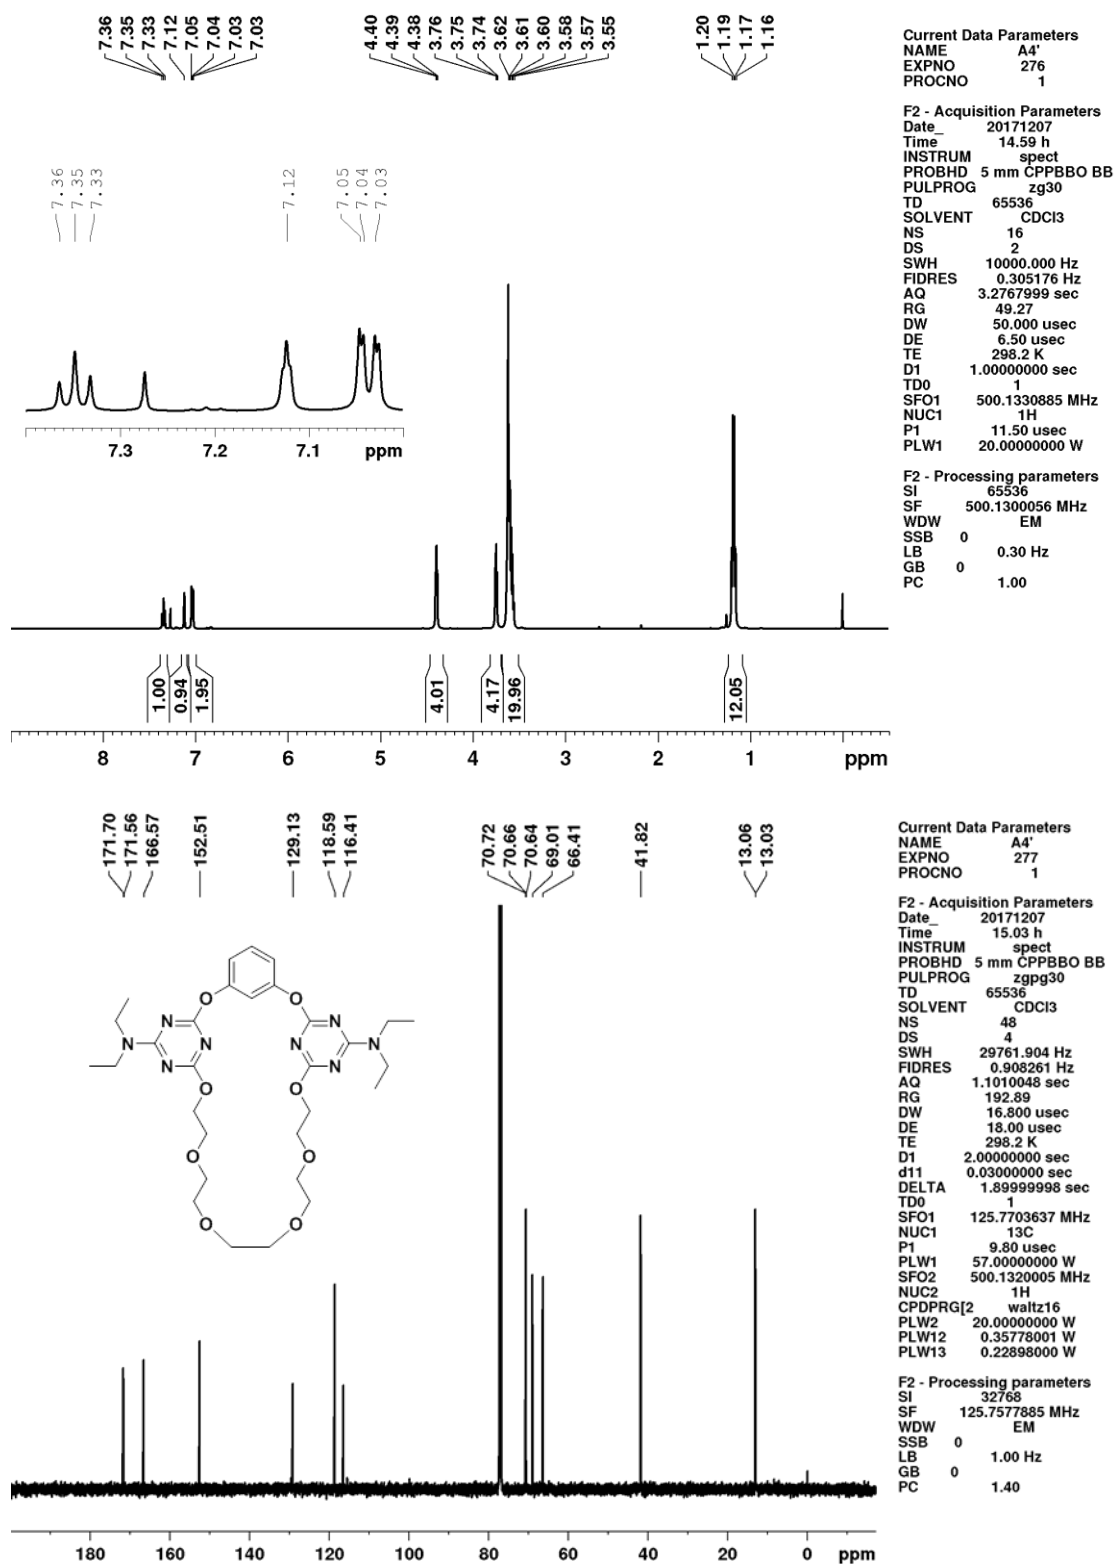 7.36
7.35
7.33
7.12
7.05
7.04
7.03
7.03
4.40
4.39
4.38
3.76
3.75
3.74
3.62
3.61
3.60
3.58
3.57
3.55
1.20
1.19
1.17
1.16
7.36
7.35
7.33
7.12
7.05
7.04
7.03
7.3 7.2 7.1 ppm
1.00
0.94
1.95
4.01
4.17
19.96
12.05
8 7 6 5 4 3 2 1 ppm
Current Data Parameters
NAME A4'
EXPNO 276
PROCNO 1
F2 - Acquisition Parameters
Date_ 20171207
Time 14.59 h
INSTRUM spect
PROBHD 5 mm CPPBBO BB
PULPROG zg30
TD 65536
SOLVENT CDCl3
NS 16
DS 2
SWH 10000.000 Hz
FIDRES 0.305176 Hz
AQ 3.2767999 sec
RG 49.27
DW 50.000 usec
DE 6.50 usec
TE 298.2 K
D1 1.00000000 sec
TD0 1
SFO1 500.1330885 MHz
NUC1 1H
P1 11.50 usec
PLW1 20.00000000 W
F2 - Processing parameters
SI 65536
SF 500.1300056 MHz
WDW EM
SSB 0
LB 0.30 Hz
GB 0
PC 1.00
171.70
171.56
166.57
152.51
129.13
118.59
116.41
70.72
70.66
70.64
69.01
66.41
41.82
13.06
13.03
O O
N N N N
N N N N
N N
O O
O O
O O
180 160 140 120 100 80 60 40 20 0 ppm
Current Data Parameters
NAME A4'
EXPNO 277
PROCNO 1
F2 - Acquisition Parameters
Date_ 20171207
Time 15.03 h
INSTRUM spect
PROBHD 5 mm CPPBBO BB
PULPROG zgpg30
TD 65536
SOLVENT CDCl3
NS 48
DS 4
SWH 29761.904 Hz
FIDRES 0.908261 Hz
AQ 1.1010048 sec
RG 192.89
DW 16.800 usec
DE 18.00 usec
TE 298.2 K
D1 2.00000000 sec
d11 0.03000000 sec
DELTA 1.89999998 sec
TD0 1
SFO1 125.7703637 MHz
NUC1 13C
P1 9.80 usec
PLW1 57.00000000 W
SFO2 500.1320005 MHz
NUC2 1H
CPDPRG[2 waltz16
PLW2 20.00000000 W
PLW12 0.35778001 W
PLW13 0.22898000 W
F2 - Processing parameters
SI 32768
SF 125.7577885 MHz
WDW EM
SSB 0
LB 1.00 Hz
GB 0
PC 1.40